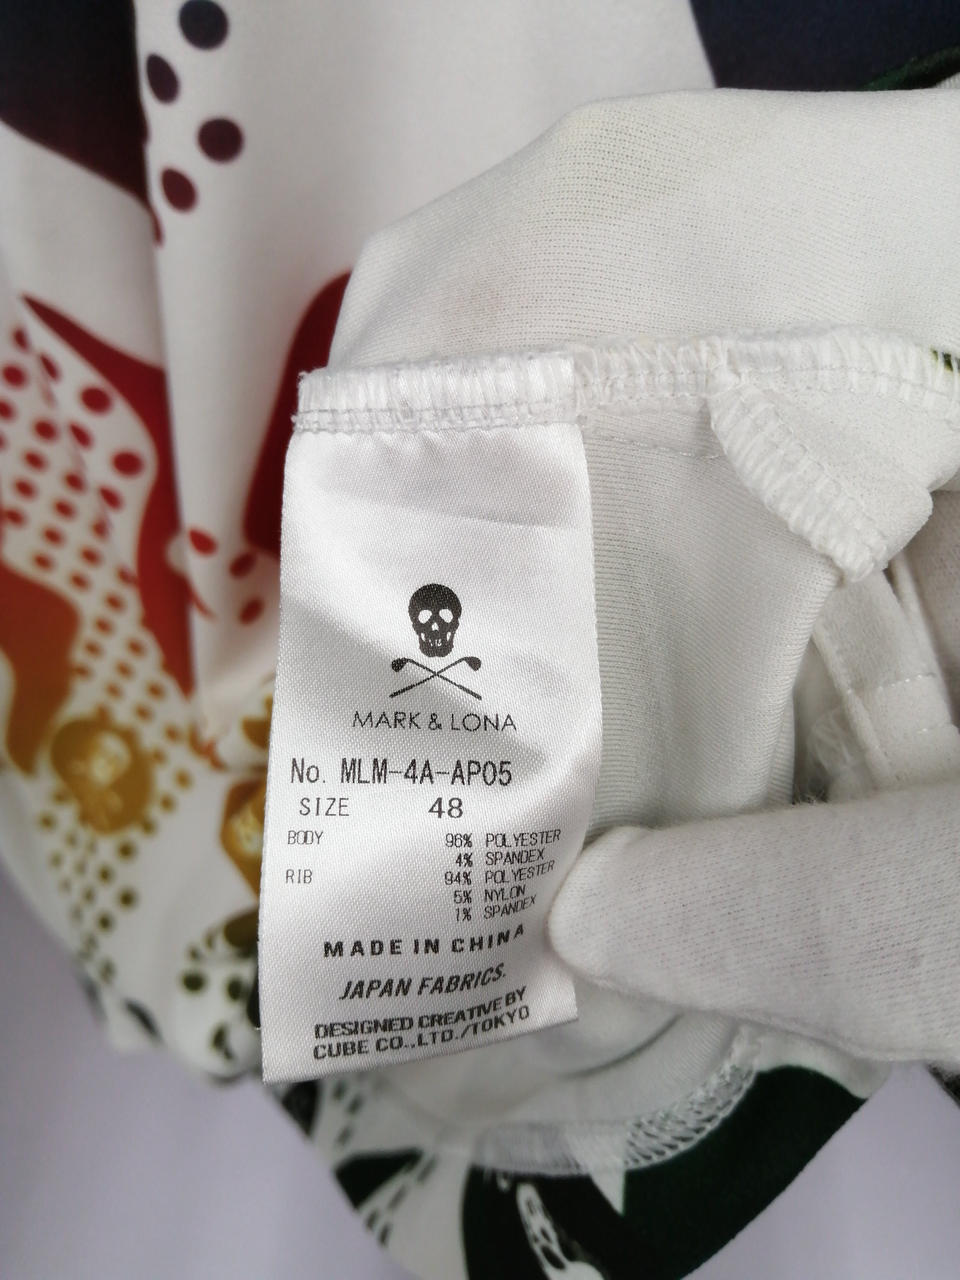 MARK & LONA
No. MLM-4A-AP05
SIZE 48
BODY 96% POLYESTER
4% SPANDEX
RIB 94% POLYESTER
5% NYLON
1% SPANDEX
MADE IN CHINA
JAPAN FABRICS.
DESIGNED CREATIVE BY
CUBE CO.,LTD./TOKYO